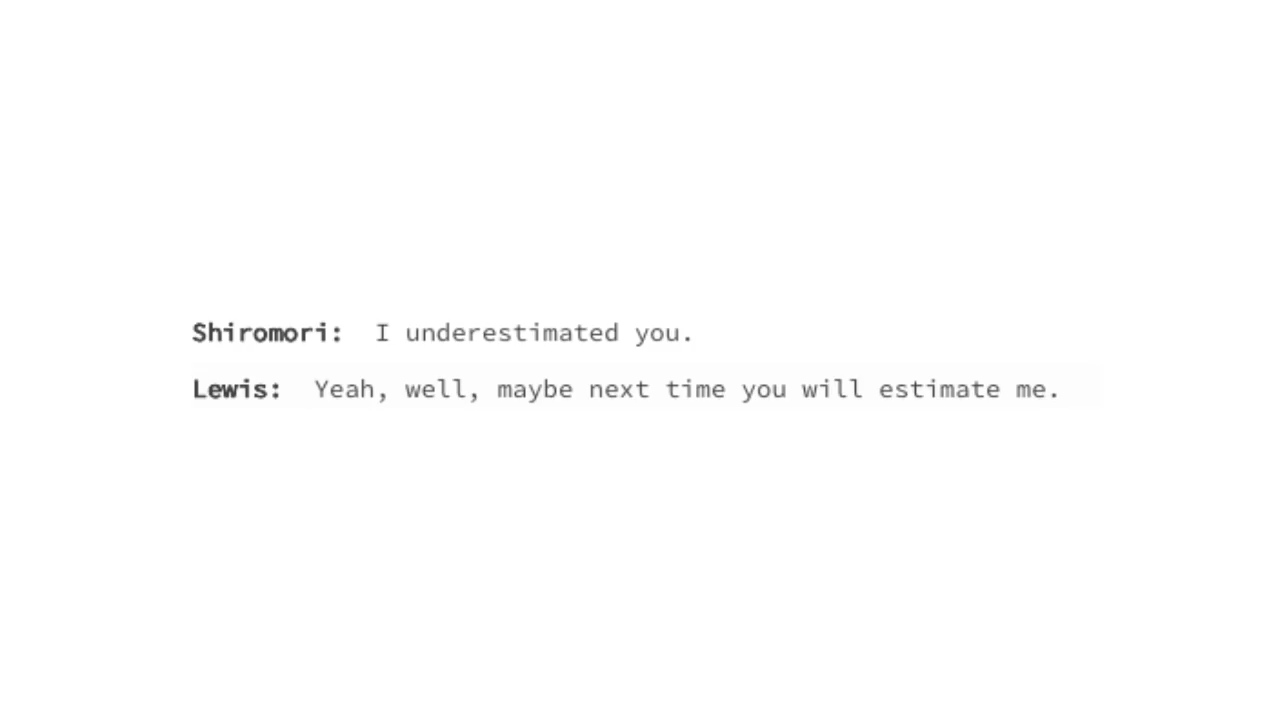 Shiromori: I underestimated you.
Lewis: Yeah, well, maybe next time you will estimate me.